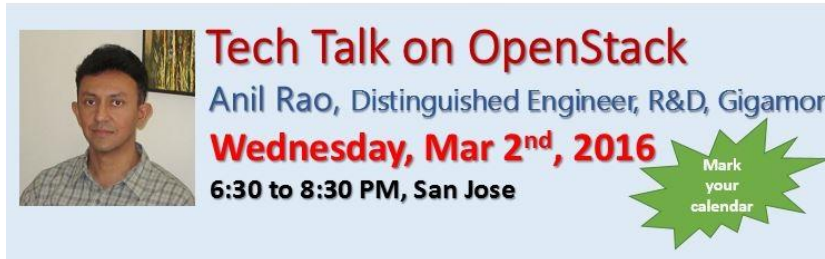 Tech Talk on OpenStack
Anil Rao, Distinguished Engineer, R&D, Gigamon
Wednesday, Mar 2nd, 2016
6:30 to 8:30 PM, San Jose
Mark
your
calendar